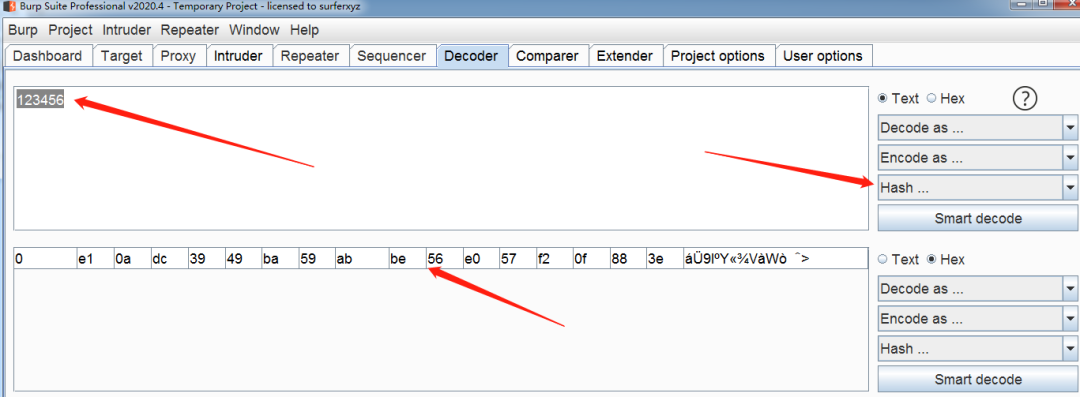 Burp Suite Professional v2020.4 - Temporary Project - licensed to surferxyz
Burp Project Intruder Repeater Window Help
Dashboard Target Proxy Intruder Repeater Sequencer Decoder Comparer Extender Project options User options
123456
Text Hex ?
Decode as ...
Encode as ...
Hash ...
Smart decode
0 e1 0a dc 39 49 ba 59 ab be 56 e0 57 f2 0f 88 3e áÜ9IºY«¾VàWò ˆ>
Text Hex
Decode as ...
Encode as ...
Hash ...
Smart decode